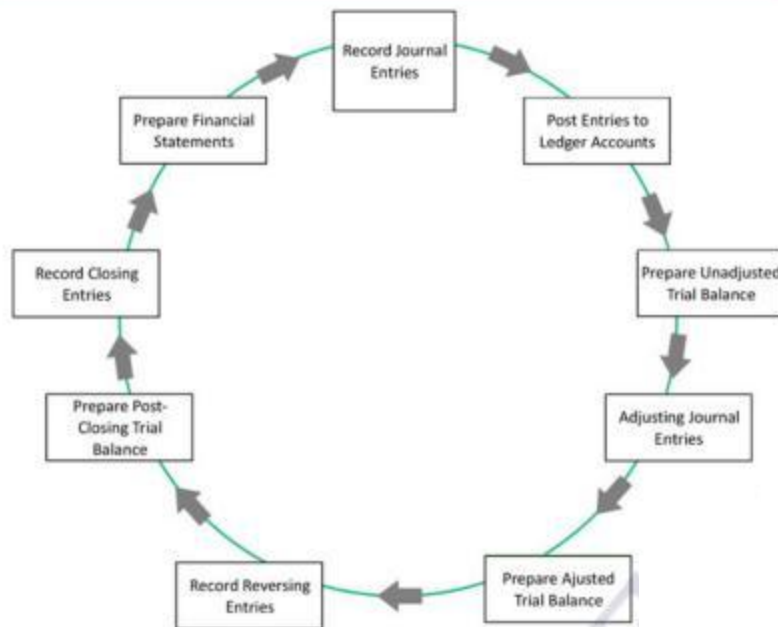 Record Journal
Entries
Post Entries to
Ledger Accounts
Prepare Unadjusted
Trial Balance
Adjusting Journal
Entries
Prepare Ajusted
Trial Balance
Record Reversing
Entries
Prepare Post-
Closing Trial
Balance
Record Closing
Entries
Prepare Financial
Statements